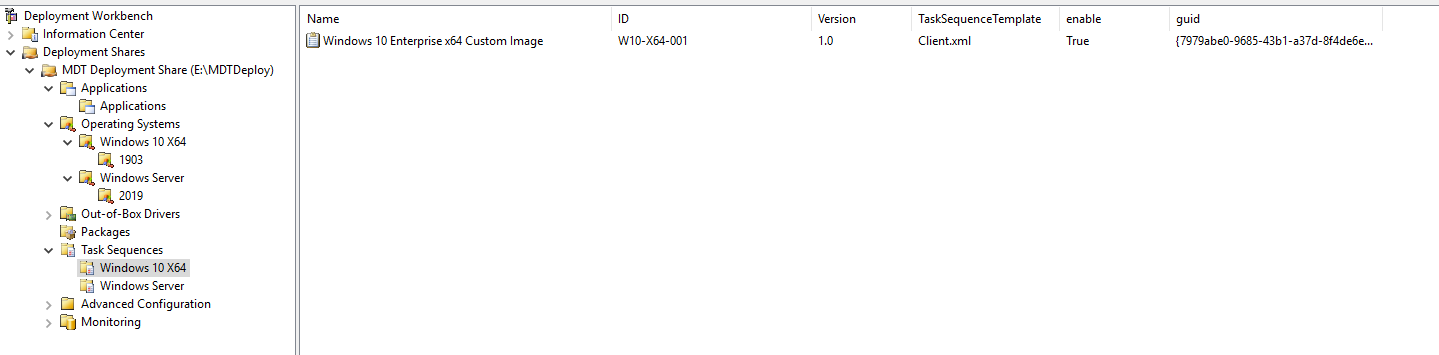 Deployment Workbench
Information Center
Deployment Shares
MDT Deployment Share (E:\MDTDeploy)
Applications
Applications
Operating Systems
Windows 10 X64
1903
Windows Server
2019
Out-of-Box Drivers
Packages
Task Sequences
Windows 10 X64
Windows Server
Advanced Configuration
Monitoring
Name ID Version TaskSequenceTemplate enable guid
Windows 10 Enterprise x64 Custom Image W10-X64-001 1.0 Client.xml True {7979abe0-9685-43b1-a37d-8f4de6e...